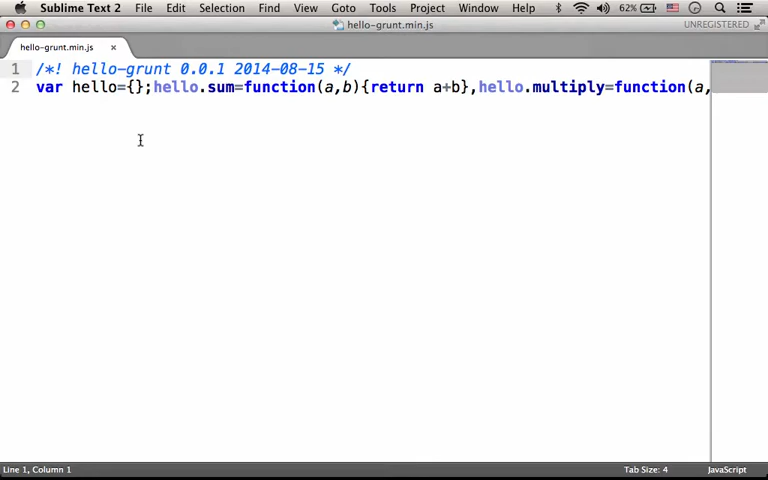 Sublime Text 2 File Edit Selection Find View Goto Tools Project Window Help 62%
hello-grunt.min.js UNREGISTERED
hello-grunt.min.js ×
1 /*! hello-grunt 0.0.1 2014-08-15 */
2 var hello={};hello.sum=function(a,b){return a+b},hello.multiply=function(a,
Line 1, Column 1 Tab Size: 4 JavaScript